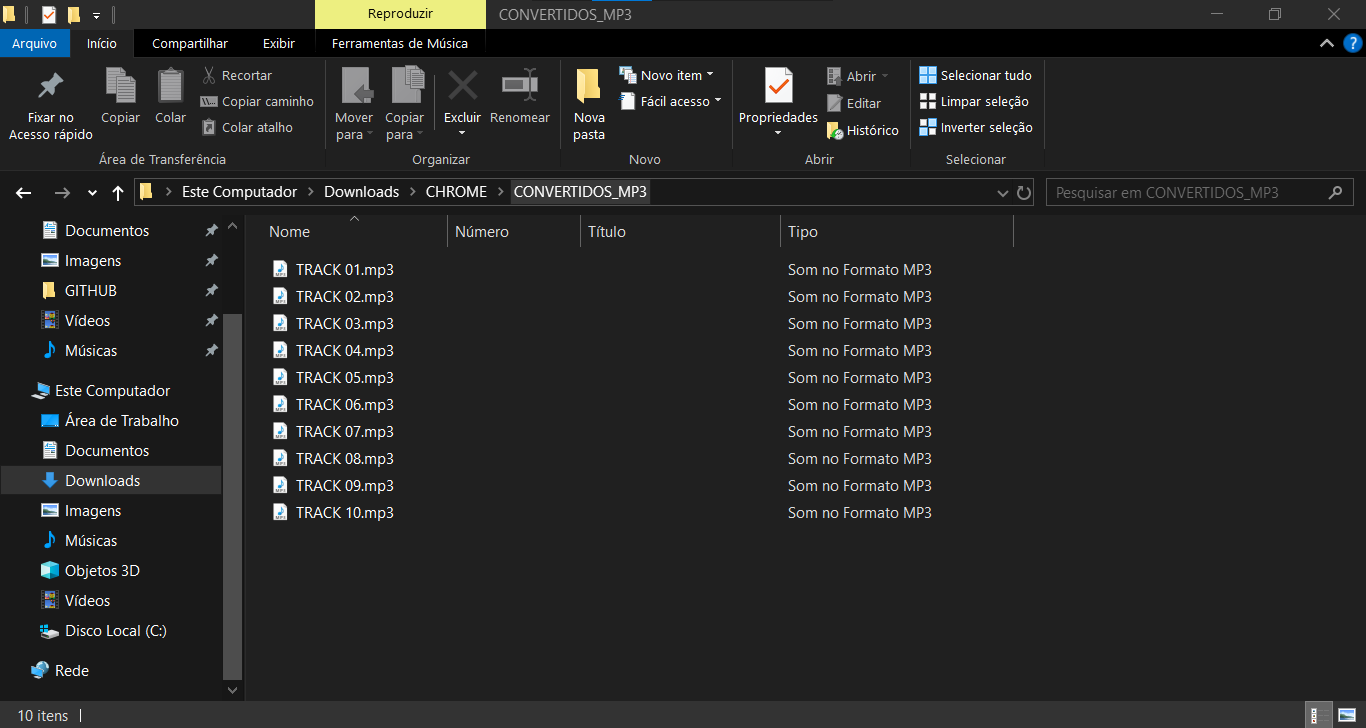 Reproduzir
CONVERTIDOS_MP3
Arquivo
Início
Compartilhar
Exibir
Ferramentas de Música
Fixar no
Acesso rápido
Copiar
Colar
Recortar
Copiar caminho
Colar atalho
Área de Transferência
Mover
para
Copiar
para
Excluir
Renomear
Organizar
Nova
pasta
Novo item
Fácil acesso
Novo
Propriedades
Abrir
Editar
Histórico
Abrir
Selecionar tudo
Limpar seleção
Inverter seleção
Selecionar
Este Computador
Downloads
CHROME
CONVERTIDOS_MP3
Pesquisar em CONVERTIDOS_MP3
Documentos
Imagens
GITHUB
Vídeos
Músicas
Este Computador
Área de Trabalho
Documentos
Downloads
Imagens
Músicas
Objetos 3D
Vídeos
Disco Local (C:)
Rede
Nome Número Título Tipo
TRACK 01.mp3 Som no Formato MP3
TRACK 02.mp3 Som no Formato MP3
TRACK 03.mp3 Som no Formato MP3
TRACK 04.mp3 Som no Formato MP3
TRACK 05.mp3 Som no Formato MP3
TRACK 06.mp3 Som no Formato MP3
TRACK 07.mp3 Som no Formato MP3
TRACK 08.mp3 Som no Formato MP3
TRACK 09.mp3 Som no Formato MP3
TRACK 10.mp3 Som no Formato MP3
10 itens